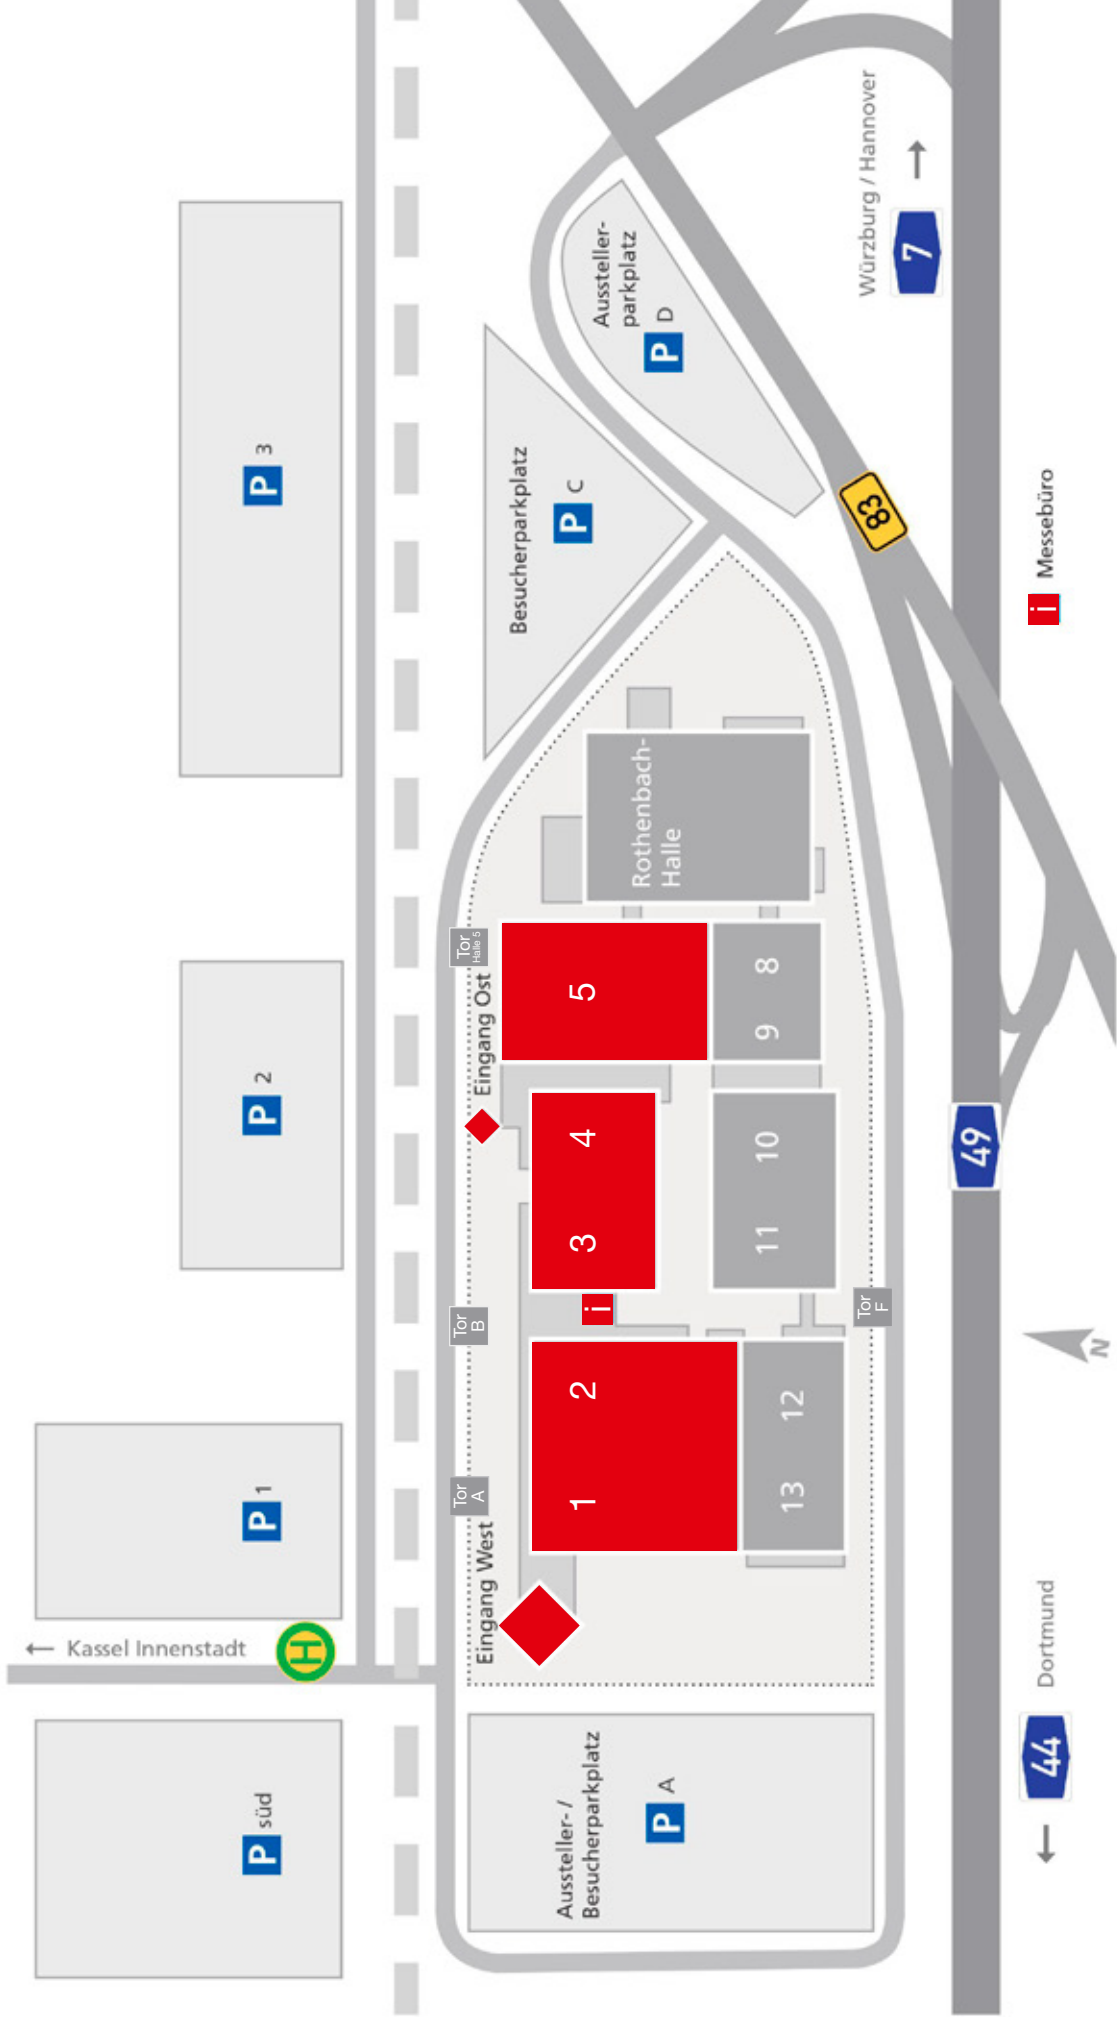 ← Kassel Innenstadt
H
P süd
P 1
P 2
P 3
Aussteller- /
Besucherparkplatz
P A
Eingang West
Tor
A
Tor
B
Eingang Ost
Tor
Halle 5
Besucherparkplatz
P C
Aussteller-
parkplatz
P D
1
2
i
3
4
5
Rothenbach-
Halle
13
12
11
10
9
8
Tor
F
83
Würzburg / Hannover
7 →
49
N
← 44
Dortmund
i Messebüro